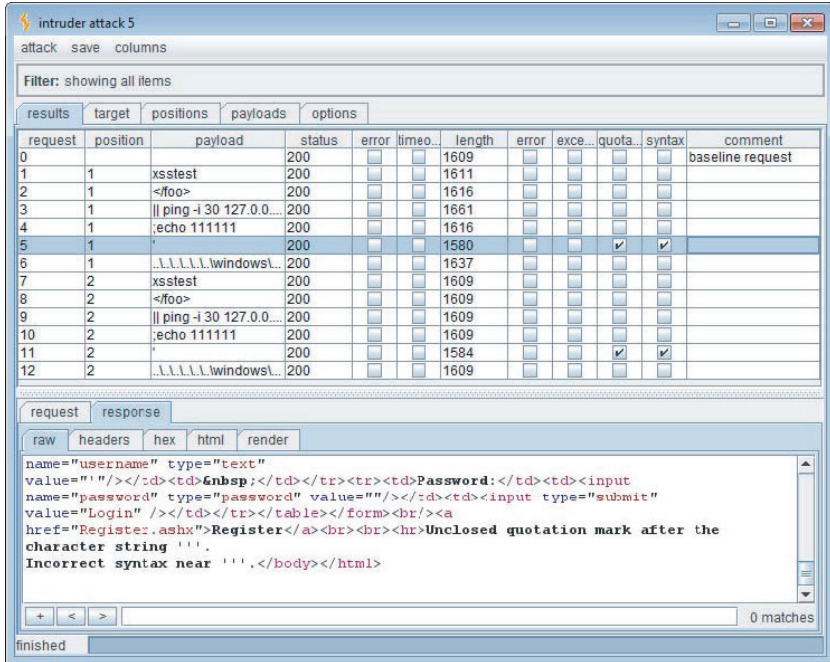 intruder attack 5
attack save columns
Filter: showing all items
results target positions payloads options
request position payload status error timeo... length error exce... quota... syntax comment
0 200 1609 baseline request
1 1 xsstest 200 1611
2 1 </foo> 200 1616
3 1 || ping -i 30 127.0.0.... 200 1661
4 1 ;echo 111111 200 1616
5 1 ' 200 1580
6 1 ..\..\..\..\..\..\windows\... 200 1637
7 2 xsstest 200 1609
8 2 </foo> 200 1609
9 2 || ping -i 30 127.0.0.... 200 1609
10 2 ;echo 111111 200 1609
11 2 ' 200 1584
12 2 ..\..\..\..\..\..\windows\... 200 1609
request response
raw headers hex html render
name="username" type="text"
value="'"/></td><td>&nbsp;</td></tr><tr><td>Password:</td><td><input
name="password" type="password" value=""/></td><td><input type="submit"
value="Login" /></td></tr></table></form><br/><a
href="Register.ashx">Register</a><br><br><hr>Unclosed quotation mark after the
character string '''.
Incorrect syntax near '''.</body></html>
+ < > 0 matches
finished